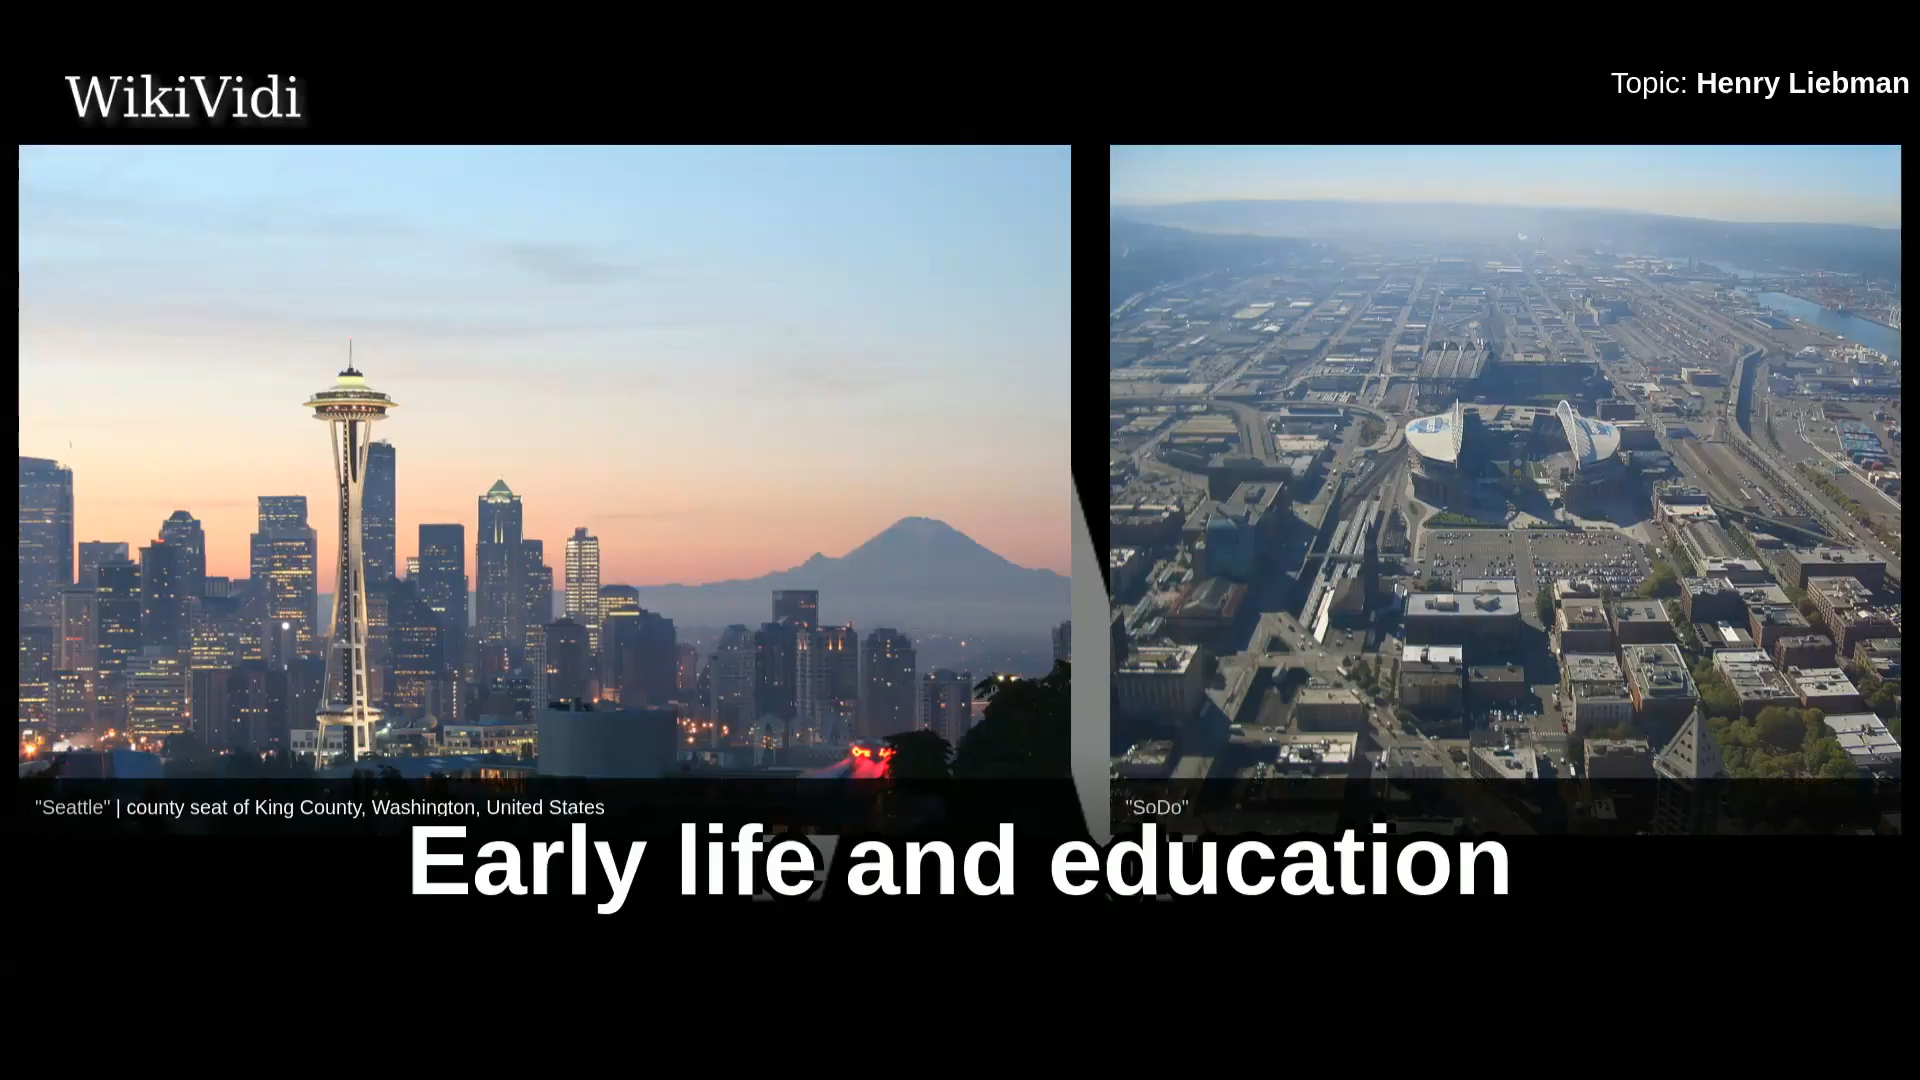 WikiVidi
Topic: Henry Liebman
"Seattle" | county seat of King County, Washington, United States
"SoDo"
Early life and education